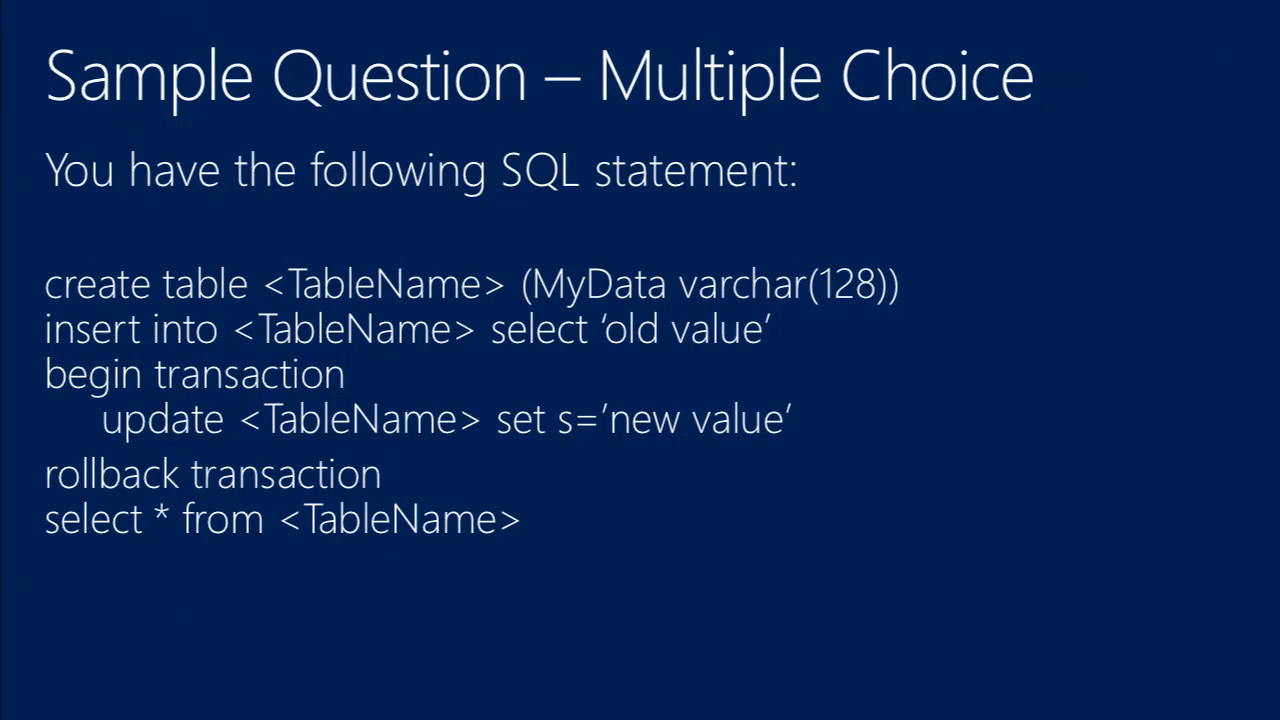 Sample Question – Multiple Choice
You have the following SQL statement:
create table <TableName> (MyData varchar(128))
insert into <TableName> select ‘old value’
begin transaction
update <TableName> set s=’new value’
rollback transaction
select * from <TableName>